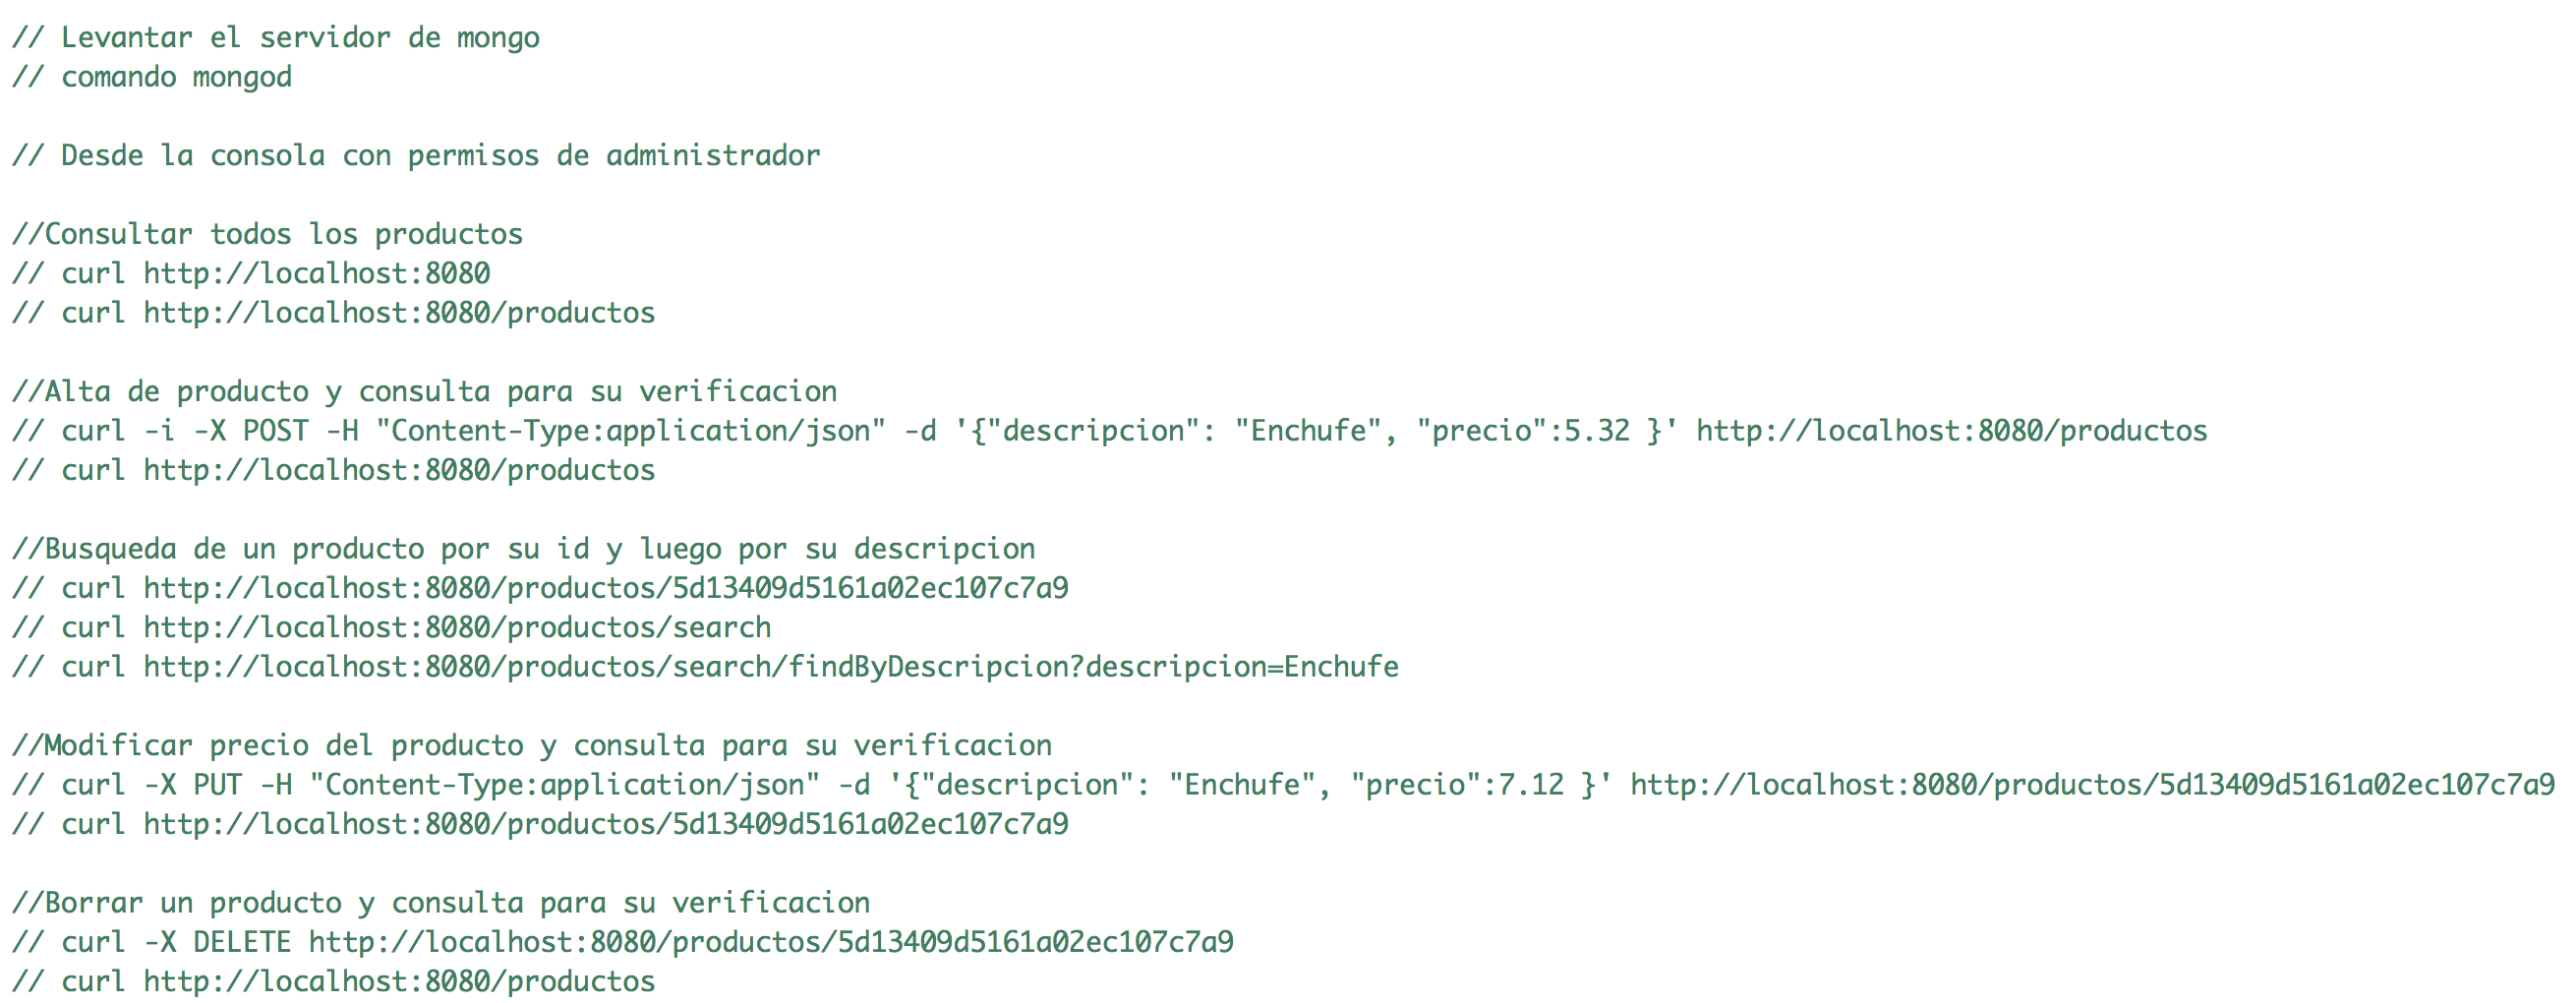 // Levantar el servidor de mongo
// comando mongod
// Desde la consola con permisos de administrador
//Consultar todos los productos
// curl http://localhost:8080
// curl http://localhost:8080/productos
//Alta de producto y consulta para su verificacion
// curl -i -X POST -H "Content-Type:application/json" -d '{"descripcion": "Enchufe", "precio":5.32 }' http://localhost:8080/productos
// curl http://localhost:8080/productos
//Busqueda de un producto por su id y luego por su descripcion
// curl http://localhost:8080/productos/5d13409d5161a02ec107c7a9
// curl http://localhost:8080/productos/search
// curl http://localhost:8080/productos/search/findByDescripcion?descripcion=Enchufe
//Modificar precio del producto y consulta para su verificacion
// curl -X PUT -H "Content-Type:application/json" -d '{"descripcion": "Enchufe", "precio":7.12 }' http://localhost:8080/productos/5d13409d5161a02ec107c7a9
// curl http://localhost:8080/productos/5d13409d5161a02ec107c7a9
//Borrar un producto y consulta para su verificacion
// curl -X DELETE http://localhost:8080/productos/5d13409d5161a02ec107c7a9
// curl http://localhost:8080/productos